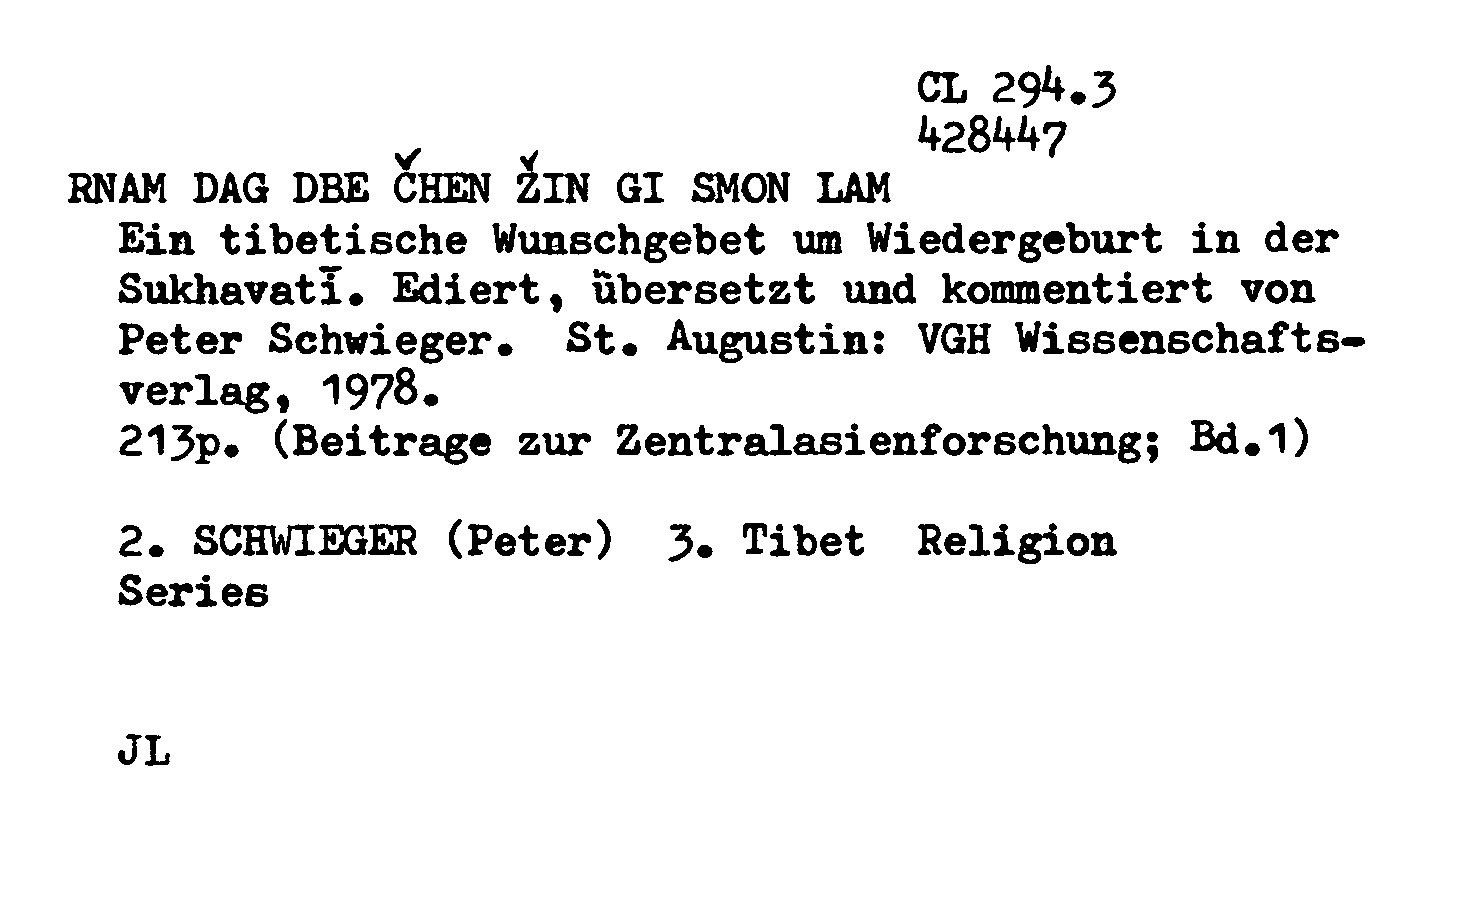 CL 294.3
428447
RNAM DAG DBE ČHEN ŽIN GI SMON LAM
Ein tibetische Wunschgebet um Wiedergeburt in der
Sukhavatī. Ediert, übersetzt und kommentiert von
Peter Schwieger. St. Augustin: VGH Wissenschafts-
verlag, 1978.
213p. (Beitrage zur Zentralasienforschung; Bd.1)
2. SCHWIEGER (Peter) 3. Tibet Religion
Series
JL